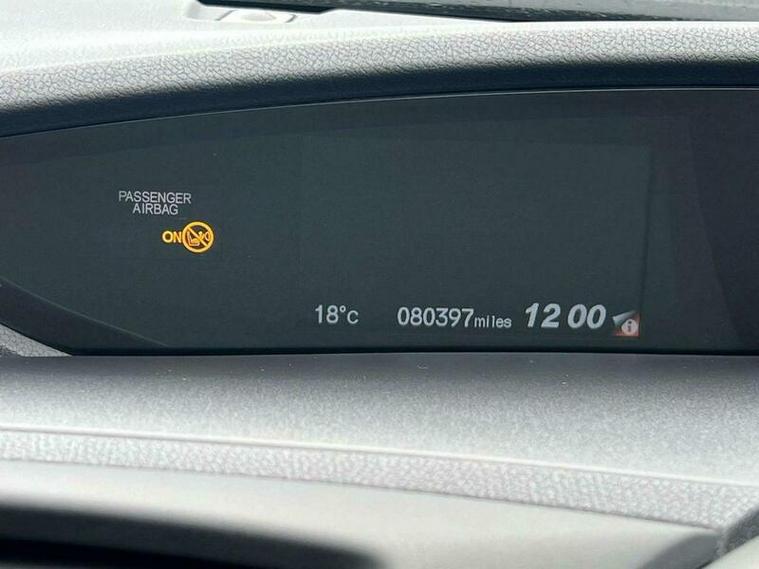 PASSENGER
AIRBAG
ON
18°C 080397miles 12 00